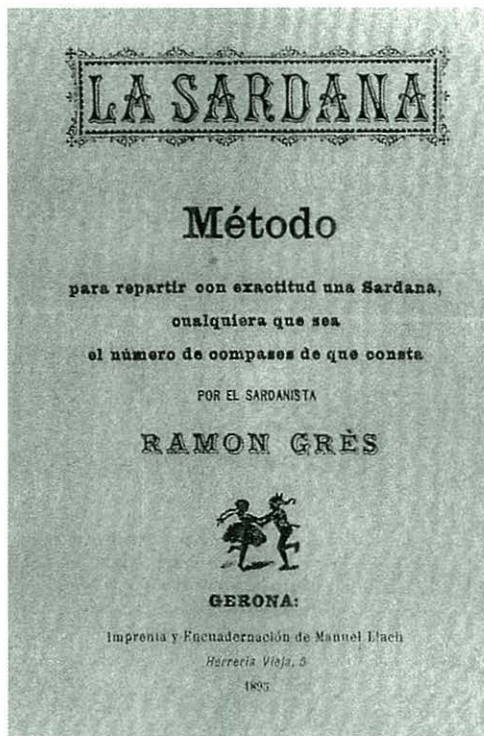 LA SARDANA
Método
para repartir con exactitud una Sardana,
cualquiera que sea
el número de compases de que consta
POR EL SARDANISTA
RAMON GRÈS
GERONA:
Imprenta y Encuadernación de Manuel Llach
Herrería Vieja, 5
1895